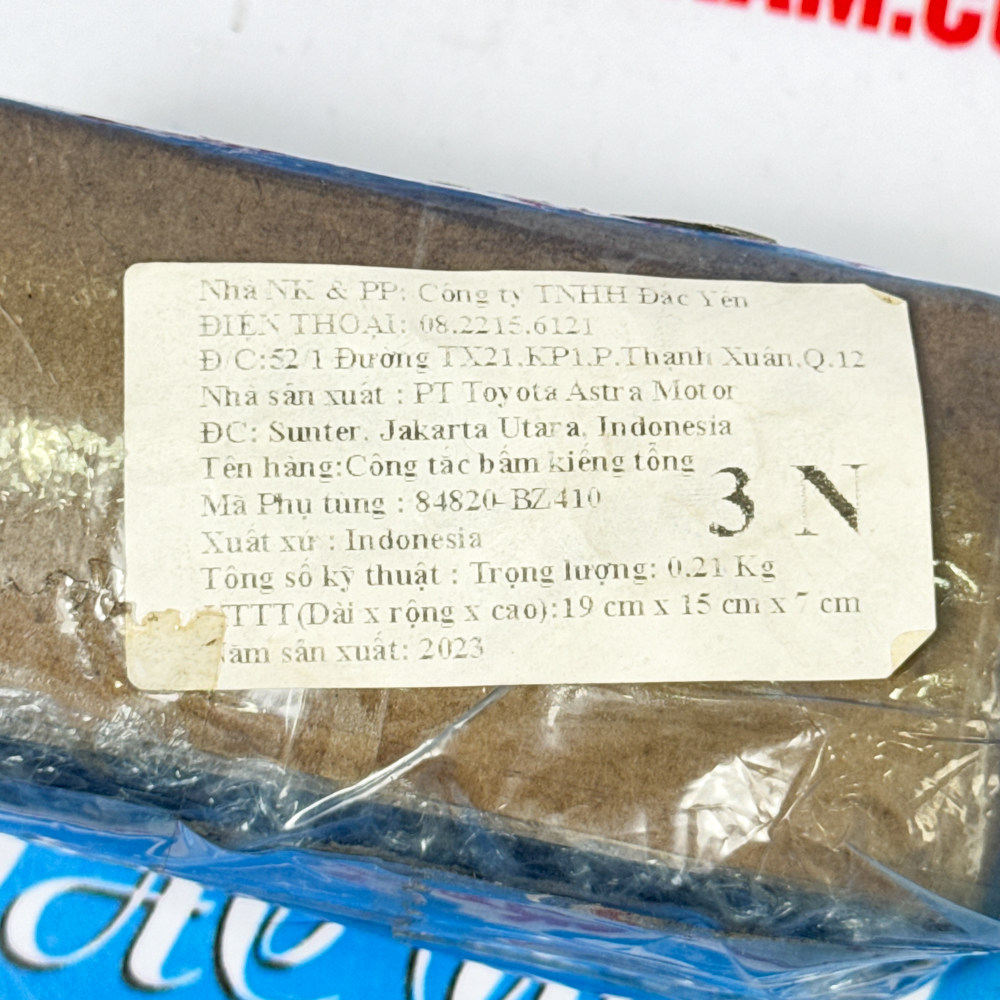 Nhà NK & PP: Công ty TNHH Đắc Yên
ĐIỆN THOẠI: 08.2215.6121
Đ/C:52/1 Đường TX21,KP1,P.Thạnh Xuân,Q.12
Nhà sản xuất : PT Toyota Astra Motor
ĐC: Sunter, Jakarta Utara, Indonesia
Tên hàng:Công tắc bấm kiếng tổng
Mã Phụ tùng : 84820-BZ410
3 N
Xuất xứ : Indonesia
Tông số kỹ thuật : Trọng lượng: 0.21 Kg
KTTT(Dài x rộng x cao):19 cm x 15 cm x 7 cm
Năm sản xuất: 2023